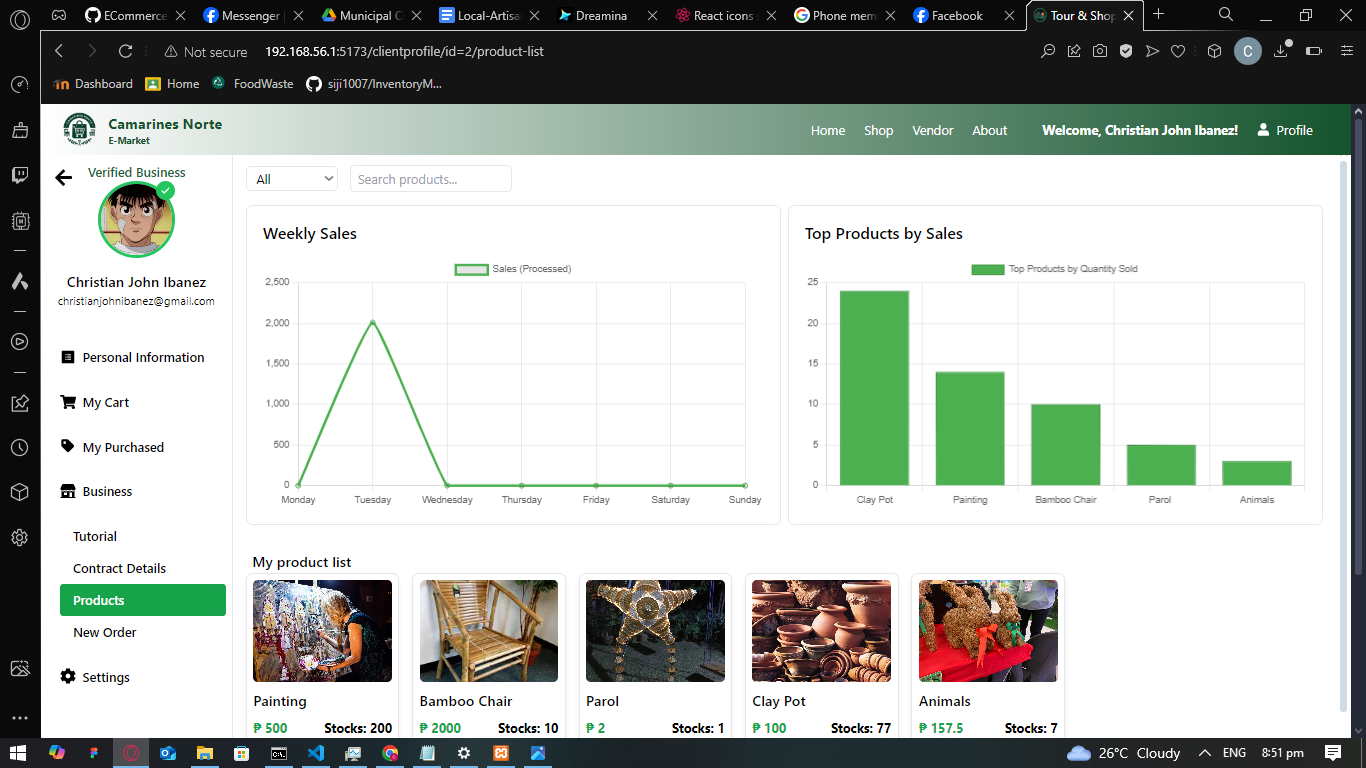 ECommerce
Messenger |
Municipal C
Local-Artisa
Dreamina
React icons
Phone mem
Facebook
Tour & Shop
Not secure
192.168.56.1:5173/clientprofile/id=2/product-list
C
Dashboard
Home
FoodWaste
siji1007/InventoryM...
Camarines Norte
E-Market
Home
Shop
Vendor
About
Welcome, Christian John Ibanez!
Profile
Verified Business
Christian John Ibanez
christianjohnibanez@gmail.com
Personal Information
My Cart
My Purchased
Business
Tutorial
Contract Details
Products
New Order
Settings
All
Search products...
Weekly Sales
Sales (Processed)
2,500
2,000
1,500
1,000
500
0
Monday Tuesday Wednesday Thursday Friday Saturday Sunday
Top Products by Sales
Top Products by Quantity Sold
25
20
15
10
5
0
Clay Pot Painting Bamboo Chair Parol Animals
My product list
Painting
₱ 500 Stocks: 200
Bamboo Chair
₱ 2000 Stocks: 10
Parol
₱ 2 Stocks: 1
Clay Pot
₱ 100 Stocks: 77
Animals
₱ 157.5 Stocks: 7
26°C Cloudy
ENG
8:51 pm